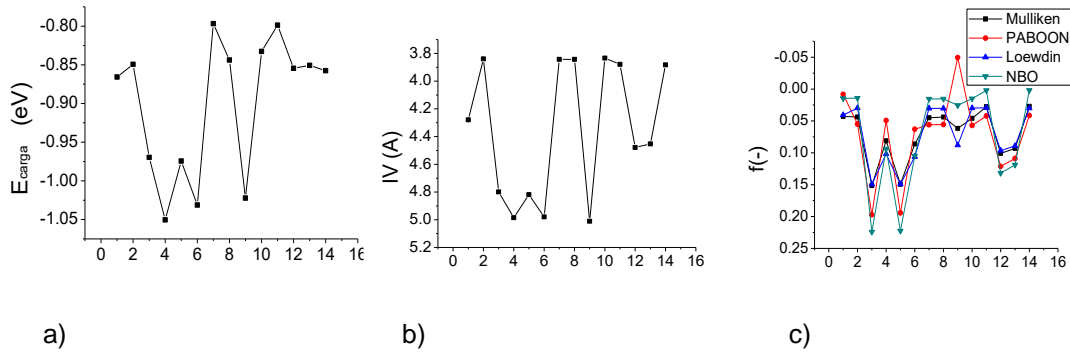 Mulliken
PABOON
Loewdin
NBO
E carga (eV)
-0.80
-0.85
-0.90
-0.95
-1.00
-1.05
0 2 4 6 8 10 12 14 16
IV (A)
3.8
4.0
4.2
4.4
4.6
4.8
5.0
5.2
0 2 4 6 8 10 12 14 16
f(-)
-0.05
0.00
0.05
0.10
0.15
0.20
0.25
0 2 4 6 8 10 12 14 16
a) b) c)